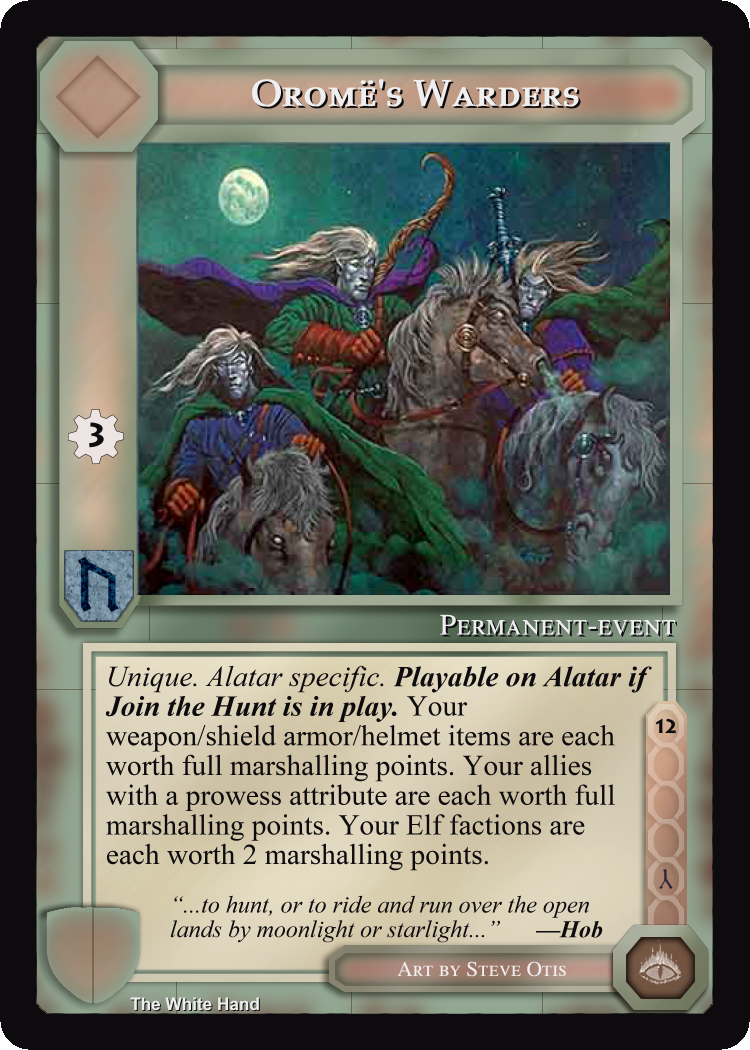 Oromë's Warders
3
Permanent-event
Unique. Alatar specific. Playable on Alatar if
Join the Hunt is in play. Your
weapon/shield armor/helmet items are each
worth full marshalling points. Your allies
with a prowess attribute are each worth full
marshalling points. Your Elf factions are
each worth 2 marshalling points.
12
“...to hunt, or to ride and run over the open
lands by moonlight or starlight...” —Hob
Art by Steve Otis
The White Hand